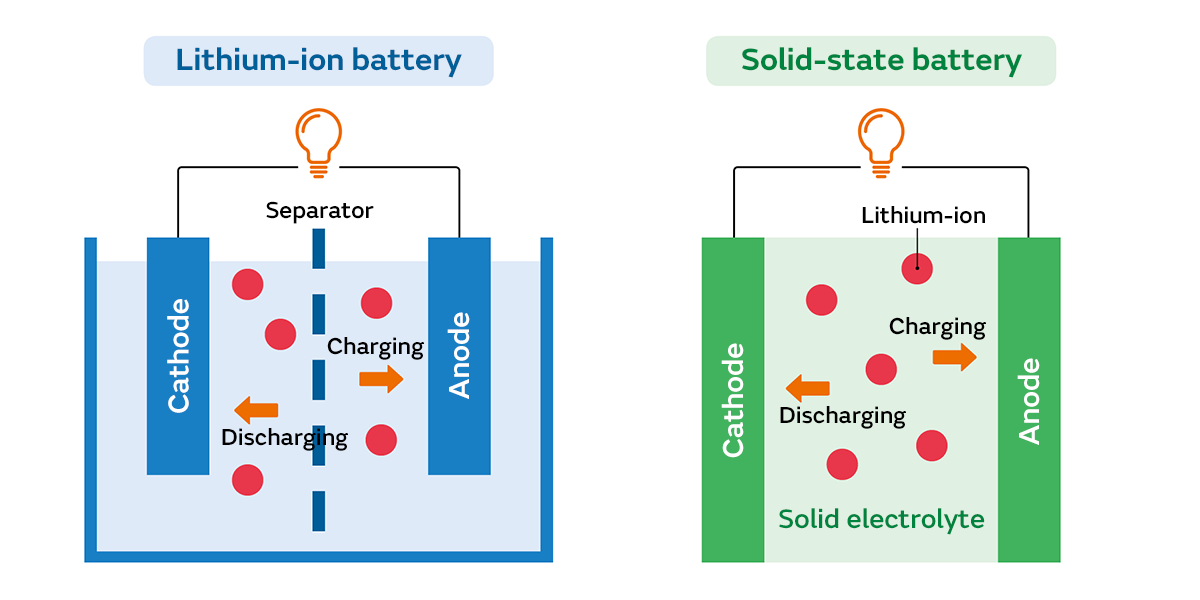 Lithium-ion battery
Separator
Cathode
Charging
Anode
Discharging
Solid-state battery
Lithium-ion
Charging
Cathode
Discharging
Anode
Solid electrolyte